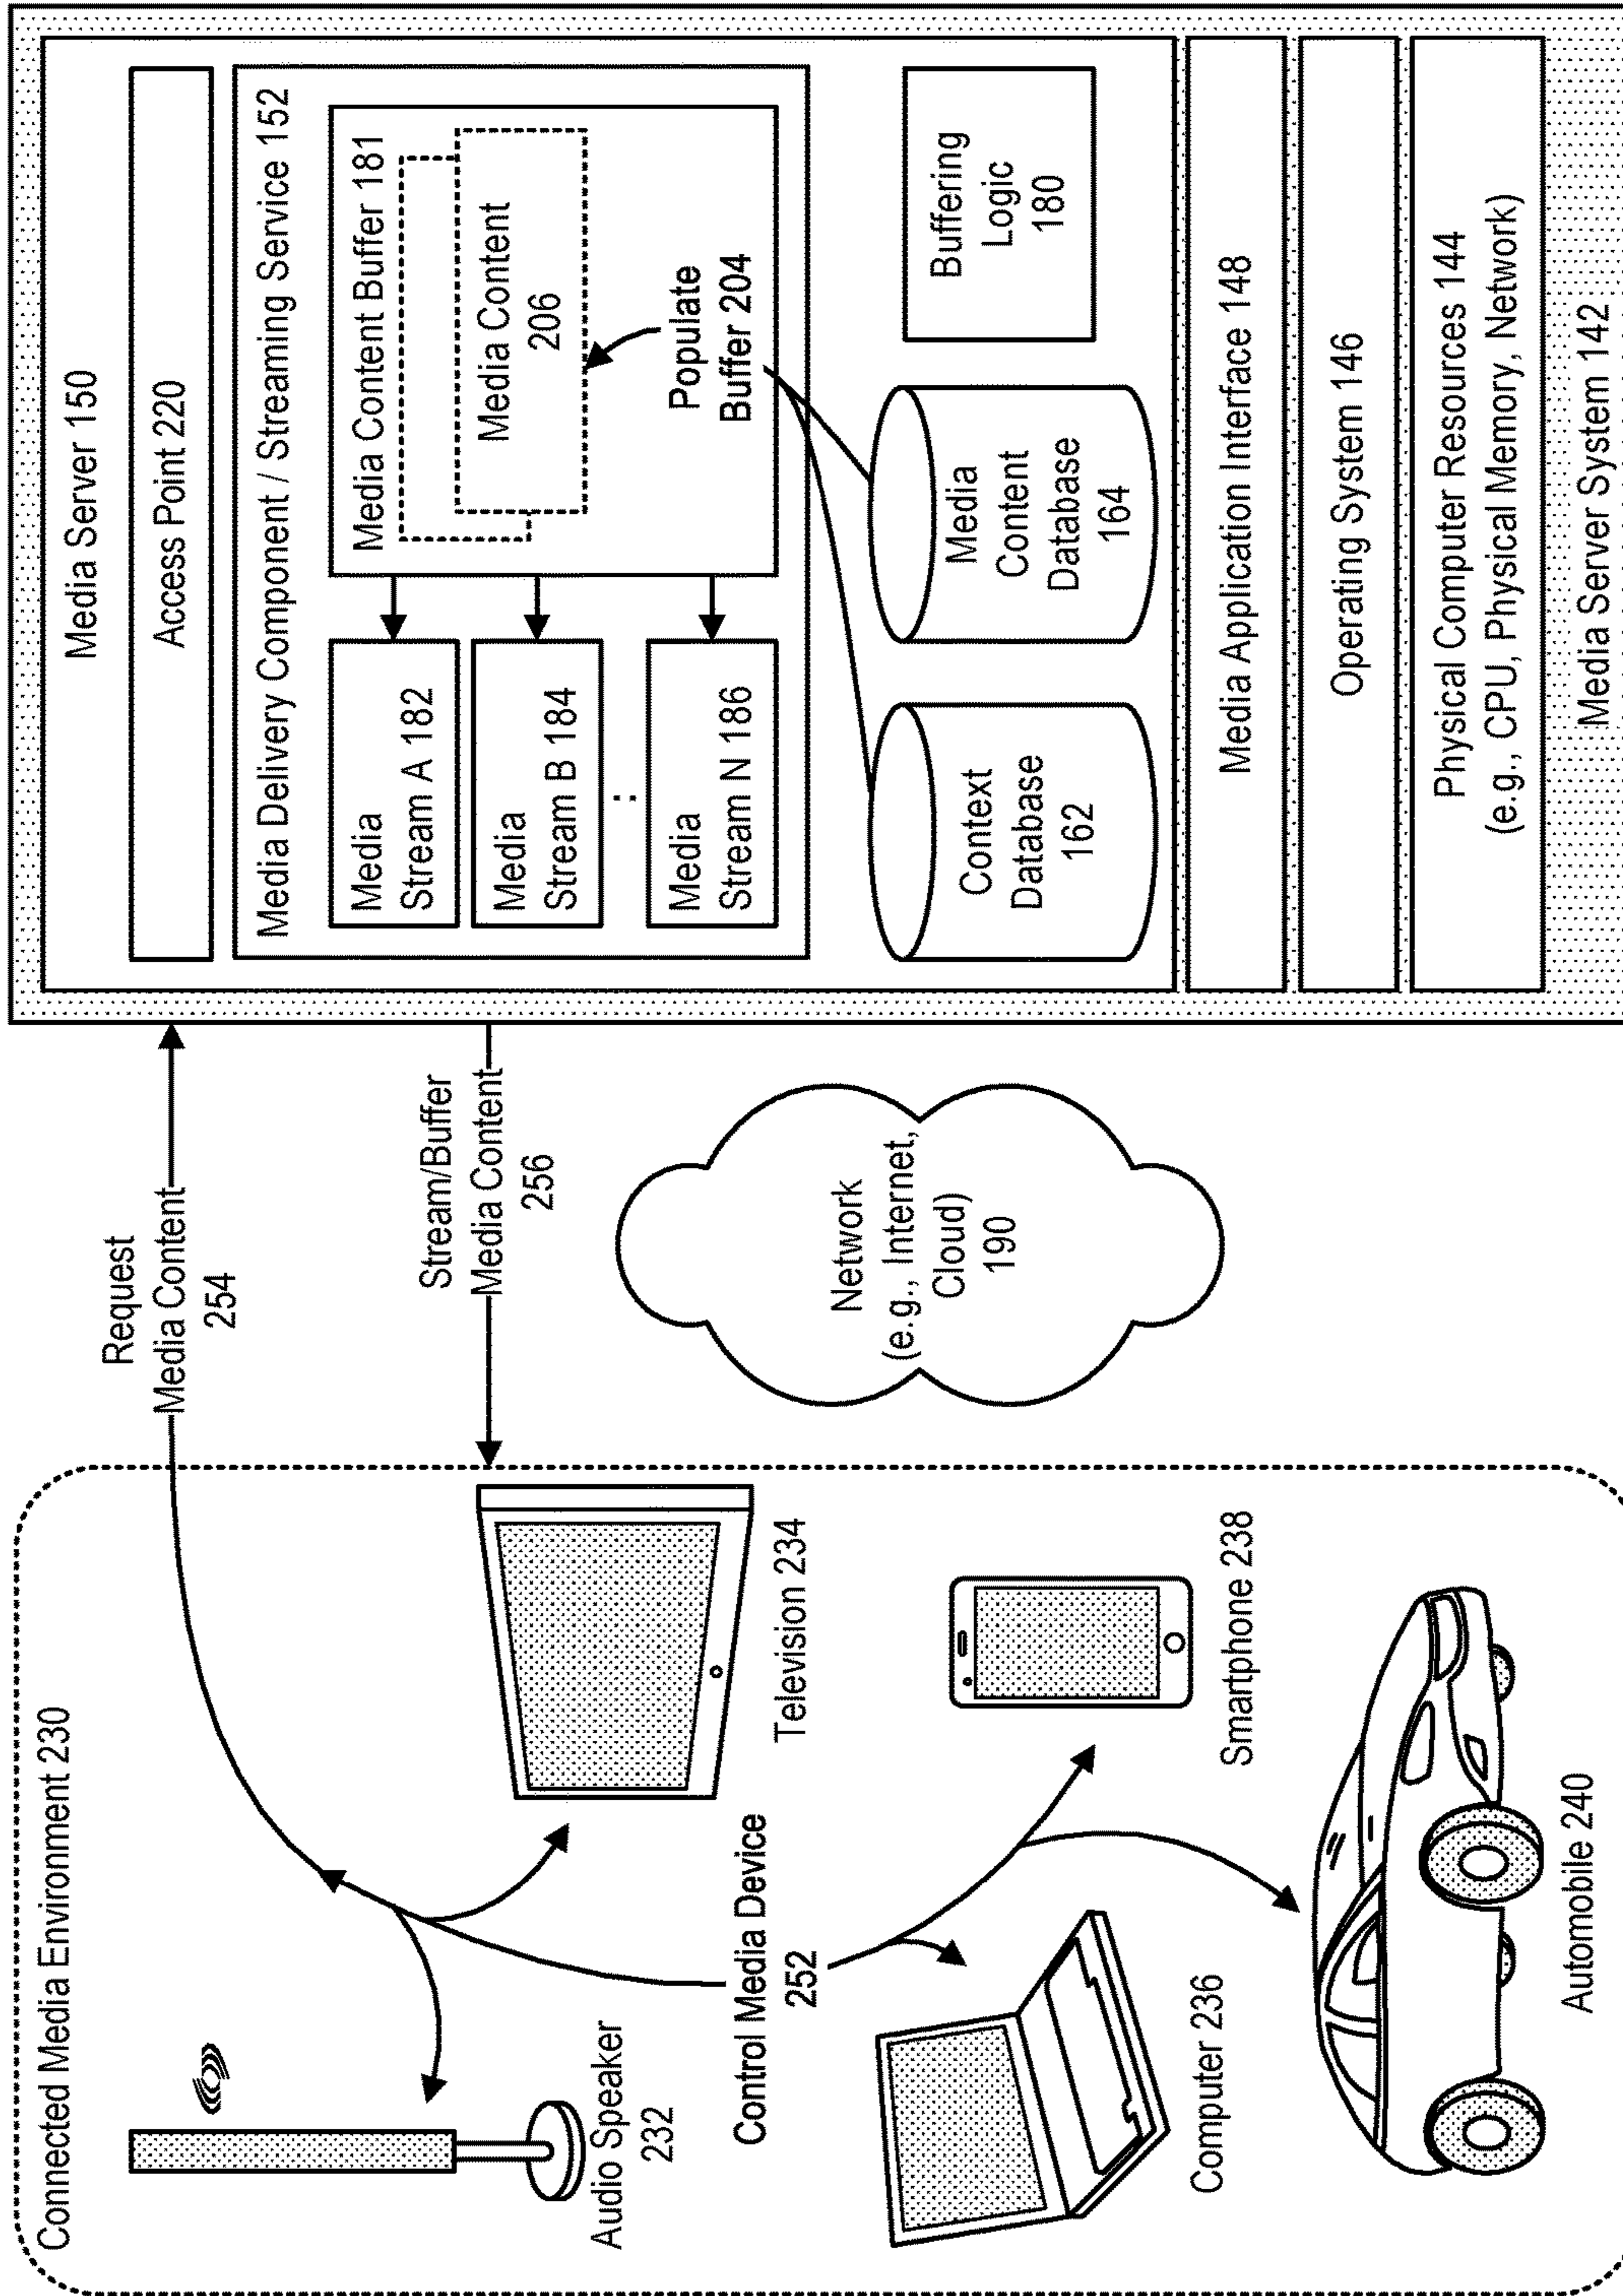 Connected Media Environment 230
Audio Speaker
232
Television 234
Control Media Device
252
Computer 236
Smartphone 238
Automobile 240
Request
Media Content
254
Stream/Buffer
Media Content
256
Network
(e.g., Internet,
Cloud)
190
Media Server 150
Access Point 220
Media Delivery Component / Streaming Service 152
Media
Stream A 182
Media
Stream B 184
:
Media
Stream N 186
Media Content Buffer 181
Media Content
206
Populate
Buffer 204
Context
Database
162
Media
Content
Database
164
Buffering
Logic
180
Media Application Interface 148
Operating System 146
Physical Computer Resources 144
(e.g., CPU, Physical Memory, Network)
Media Server System 142